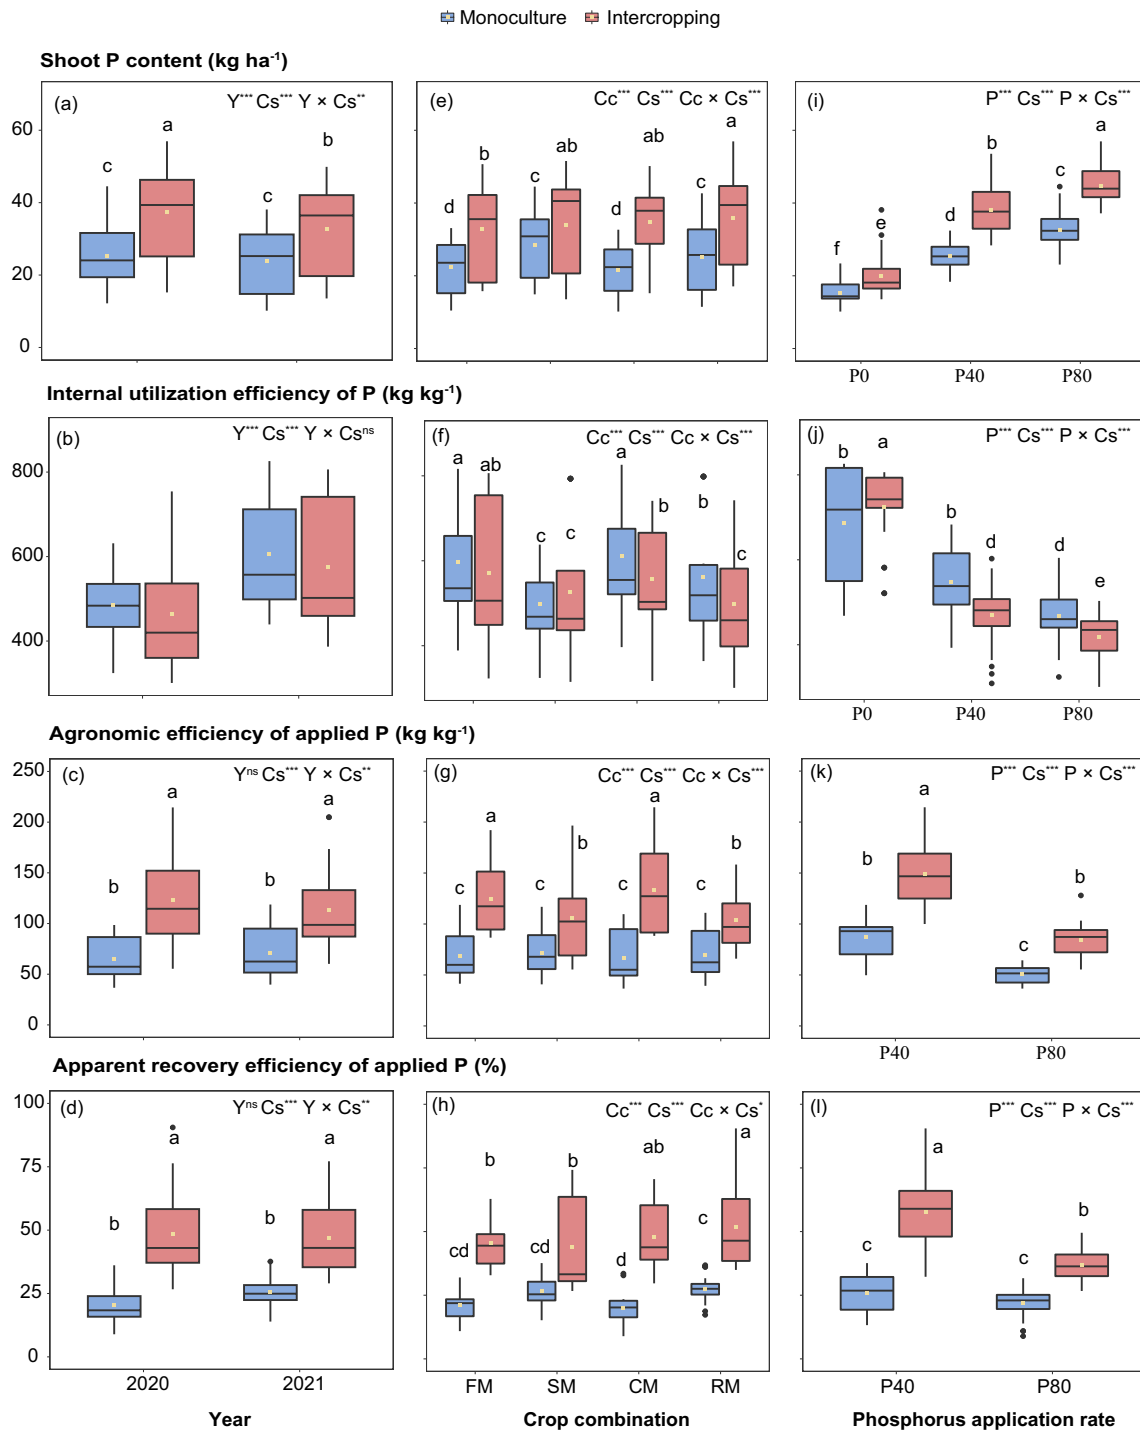 Monoculture Intercropping
Shoot P content (kg ha⁻¹)
(a) Y*** Cs*** Y × Cs**
(e) Cc*** Cs*** Cc × Cs***
(i) P*** Cs*** P × Cs***
60
40
20
0
c a c b
d b c ab d ab c a
f e d b c a
P0 P40 P80
Internal utilization efficiency of P (kg kg⁻¹)
(b) Y*** Cs*** Y × Csⁿˢ
(f) Cc*** Cs*** Cc × Cs***
(j) P*** Cs*** P × Cs***
800
600
400
a ab c c a b b c
b a b d d e
P0 P40 P80
Agronomic efficiency of applied P (kg kg⁻¹)
(c) Yⁿˢ Cs*** Y × Cs**
(g) Cc*** Cs*** Cc × Cs***
(k) P*** Cs*** P × Cs***
250
200
150
100
50
0
b a b a
c a c b c a c b
b a c b
P40 P80
Apparent recovery efficiency of applied P (%)
(d) Yⁿˢ Cs*** Y × Cs**
(h) Cc*** Cs*** Cc × Cs*
(l) P*** Cs*** P × Cs***
100
75
50
25
0
b a b a
cd b cd b d ab c a
c a c b
2020 2021
FM SM CM RM
P40 P80
Year
Crop combination
Phosphorus application rate